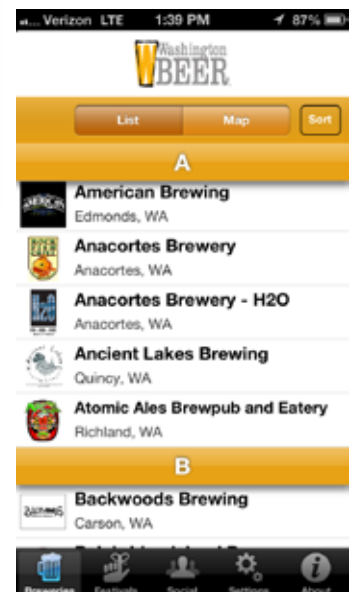 Verizon LTE 1:39 PM 87%
Washington
BEER
List Map Sort
A
American Brewing
Edmonds, WA
Anacortes Brewery
Anacortes, WA
Anacortes Brewery - H2O
Anacortes, WA
Ancient Lakes Brewing
Quincy, WA
Atomic Ales Brewpub and Eatery
Richland, WA
B
Backwoods Brewing
Carson, WA
Breweries Festivals Social Settings About